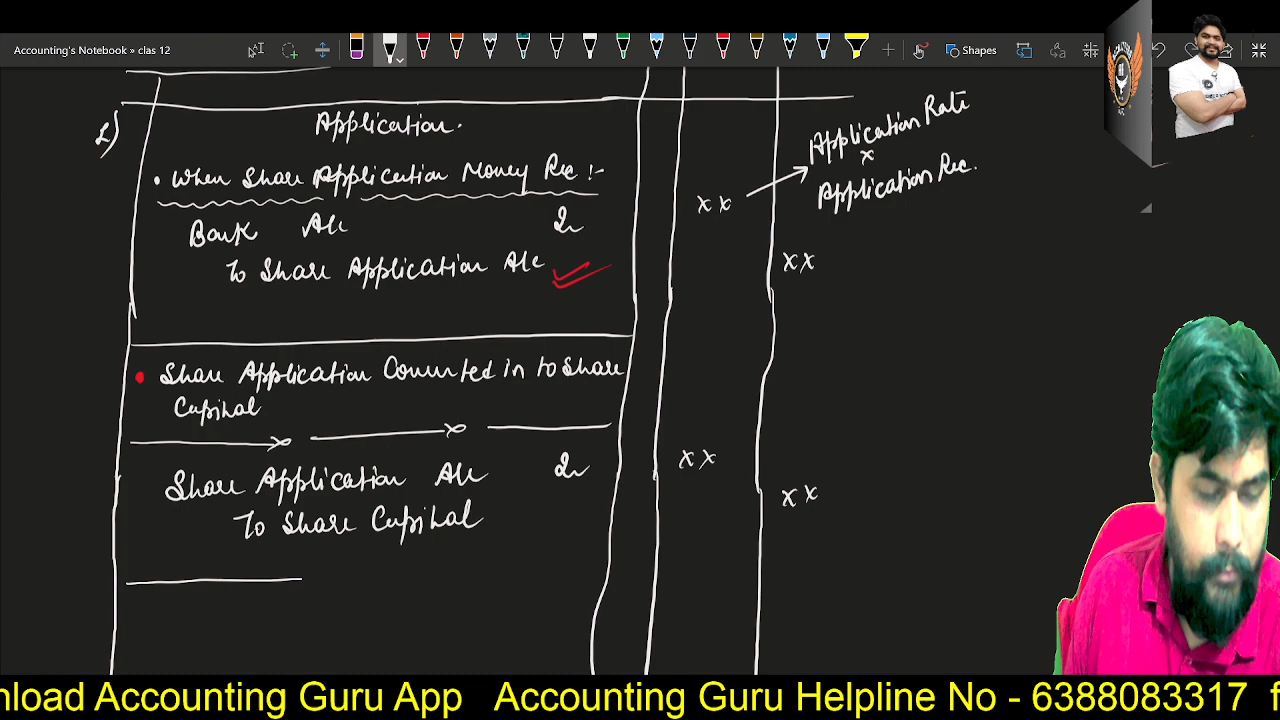 Accounting's Notebook » clas 12
Shapes
1)
Application.
• When Share Application Money Rec :-
Bank A/c Dr
To Share Application A/c
xx
xx
Application Rate
x
Application Rec.
• Share Application Converted in to Share
Capital
Share Application A/c Dr
To Share Capital
xx
xx
nload Accounting Guru App Accounting Guru Helpline No - 6388083317 f